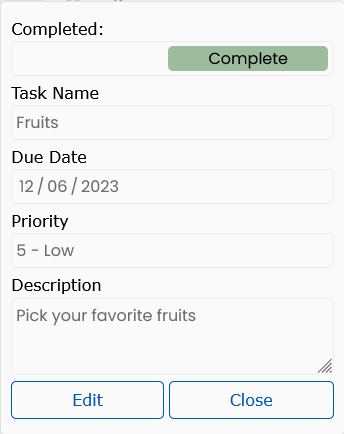 Completed:
Complete
Task Name
Fruits
Due Date
12 / 06 / 2023
Priority
5 - Low
Description
Pick your favorite fruits
Edit Close